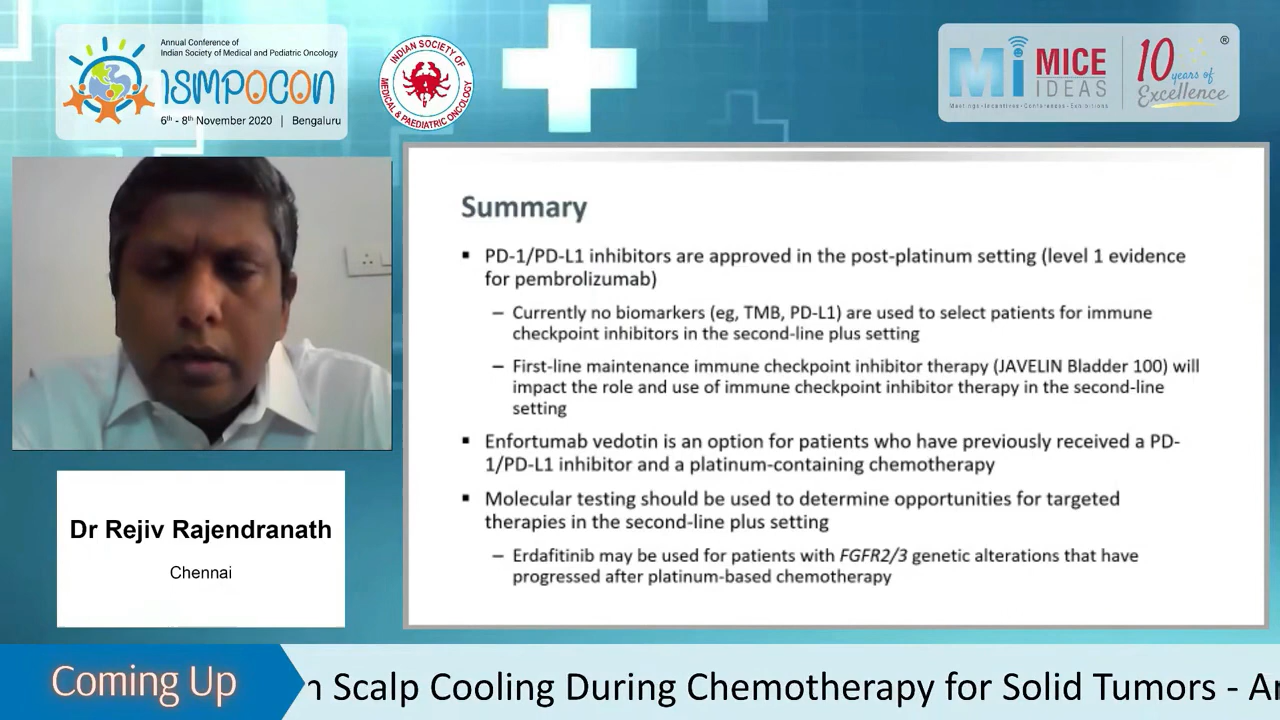 Annual Conference of
Indian Society of Medical and Pediatric Oncology
ISMPOCON
6th - 8th November 2020 | Bengaluru
INDIAN SOCIETY OF
MEDICAL & PAEDIATRIC ONCOLOGY
Mi MICE
IDEAS
Meetings • Incentives • Conferences • Exhibitions
10 years of
Excellence
®
Summary
▪ PD-1/PD-L1 inhibitors are approved in the post-platinum setting (level 1 evidence
for pembrolizumab)
– Currently no biomarkers (eg, TMB, PD-L1) are used to select patients for immune
checkpoint inhibitors in the second-line plus setting
– First-line maintenance immune checkpoint inhibitor therapy (JAVELIN Bladder 100) will
impact the role and use of immune checkpoint inhibitor therapy in the second-line
setting
▪ Enfortumab vedotin is an option for patients who have previously received a PD-
1/PD-L1 inhibitor and a platinum-containing chemotherapy
▪ Molecular testing should be used to determine opportunities for targeted
therapies in the second-line plus setting
– Erdafitinib may be used for patients with FGFR2/3 genetic alterations that have
progressed after platinum-based chemotherapy
Dr Rejiv Rajendranath
Chennai
Coming Up
Scalp Cooling During Chemotherapy for Solid Tumors -